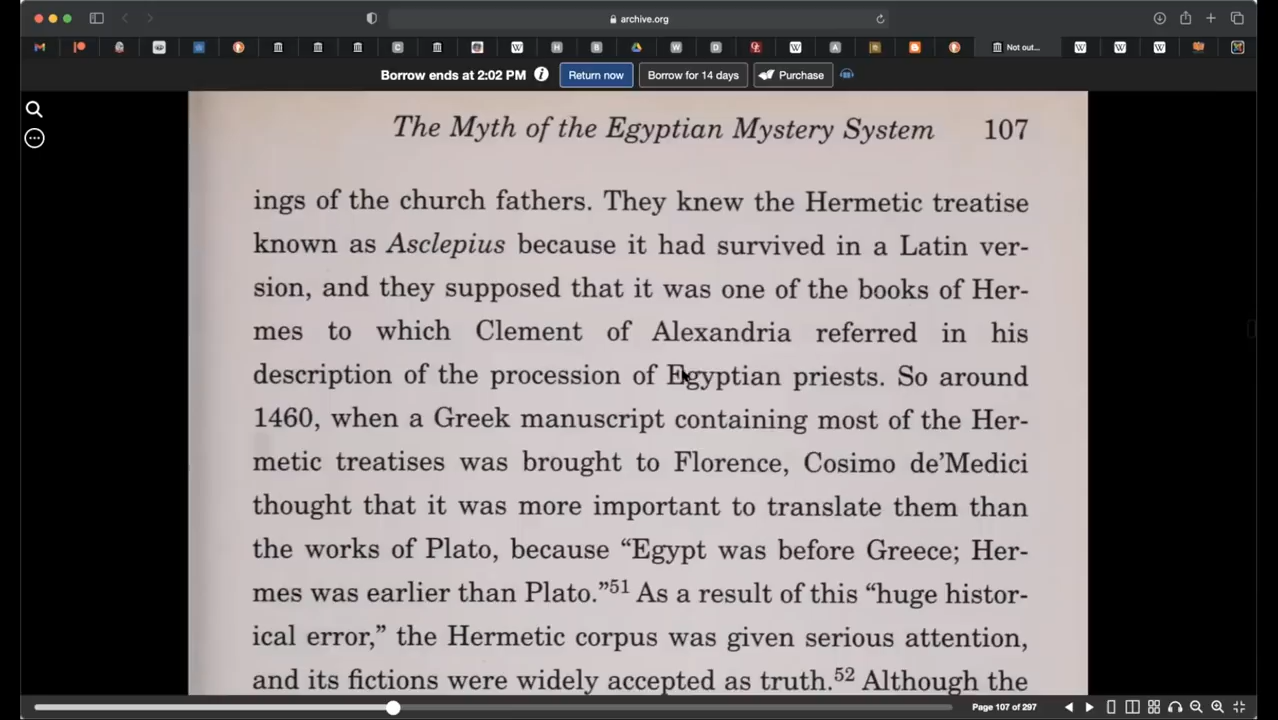 archive.org
Not out...
Borrow ends at 2:02 PM
Return now
Borrow for 14 days
Purchase
The Myth of the Egyptian Mystery System 107
ings of the church fathers. They knew the Hermetic treatise
known as Asclepius because it had survived in a Latin ver-
sion, and they supposed that it was one of the books of Her-
mes to which Clement of Alexandria referred in his
description of the procession of Egyptian priests. So around
1460, when a Greek manuscript containing most of the Her-
metic treatises was brought to Florence, Cosimo de'Medici
thought that it was more important to translate them than
the works of Plato, because “Egypt was before Greece; Her-
mes was earlier than Plato.”51 As a result of this “huge histor-
ical error,” the Hermetic corpus was given serious attention,
and its fictions were widely accepted as truth.52 Although the
Page 107 of 297